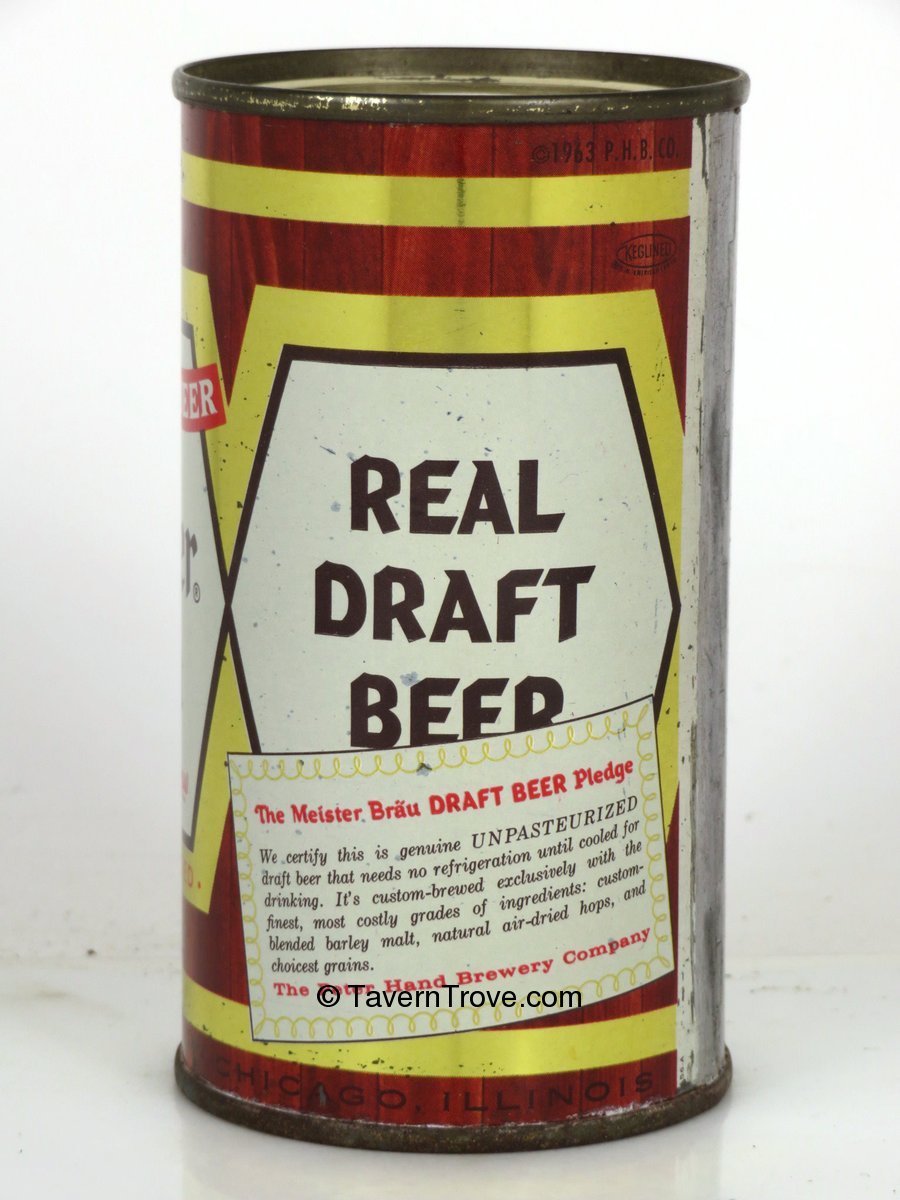 ©1963 P.H.B. CO.
KEGLINED
EER
REAL
DRAFT
BEER
er®
The Meister Bräu DRAFT BEER Pledge
We certify this is genuine UNPASTEURIZED
draft beer that needs no refrigeration until cooled for
drinking. It's custom-brewed exclusively with the
finest, most costly grades of ingredients: custom-
blended barley malt, natural air-dried hops, and
choicest grains.
The Peter Hand Brewery Company
© TavernTrove.com
CHICAGO, ILLINOIS